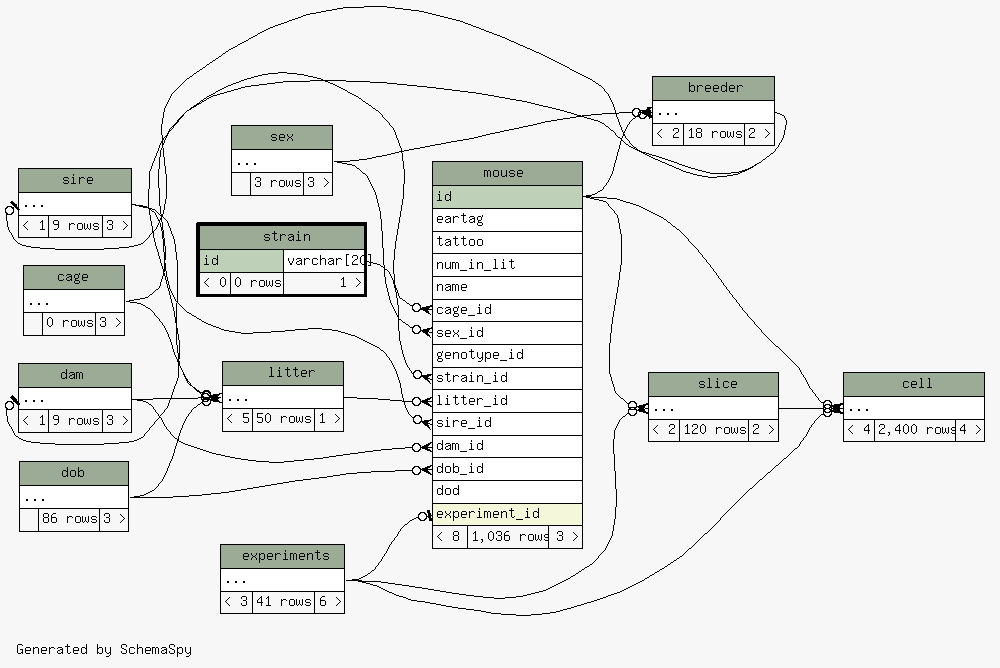 breeder
...
< 2 18 rows 2 >
sex
...
3 rows 3 >
sire
...
< 1 9 rows 3 >
mouse
id
eartag
tattoo
num_in_lit
name
cage_id
sex_id
genotype_id
strain_id
litter_id
sire_id
dam_id
dob_id
dod
experiment_id
< 8 1,036 rows 3 >
strain
id varchar[20]
< 0 0 rows 1 >
cage
...
0 rows 3 >
dam
...
< 1 9 rows 3 >
litter
...
< 5 50 rows 1 >
slice
...
< 2 120 rows 2 >
cell
...
< 4 2,400 rows 4 >
dob
...
86 rows 3 >
experiments
...
< 3 41 rows 6 >
Generated by SchemaSpy